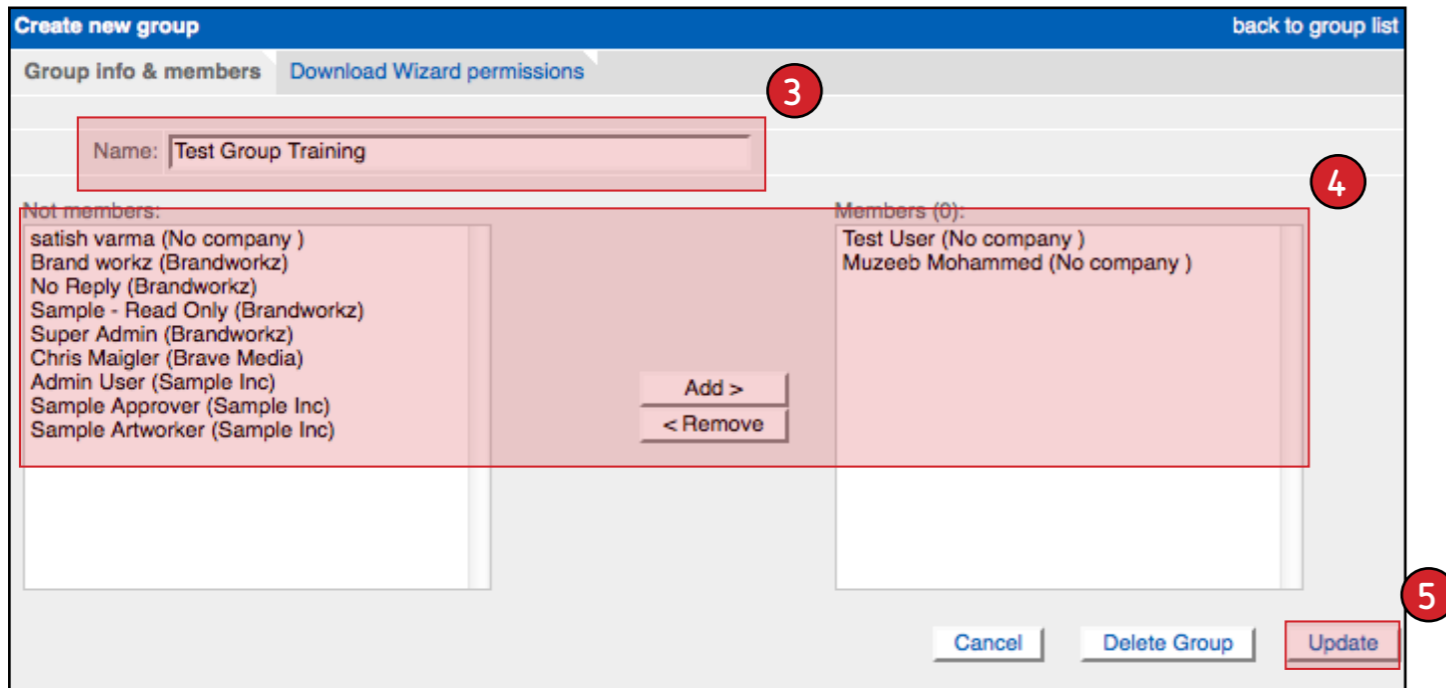 Create new group back to group list
Group info & members Download Wizard permissions
3
Name: Test Group Training
4
Not members:
satish varma (No company )
Brand workz (Brandworkz)
No Reply (Brandworkz)
Sample - Read Only (Brandworkz)
Super Admin (Brandworkz)
Chris Maigler (Brave Media)
Admin User (Sample Inc)
Sample Approver (Sample Inc)
Sample Artworker (Sample Inc)
Add >
< Remove
Members (0):
Test User (No company )
Muzeeb Mohammed (No company )
5
Cancel Delete Group Update